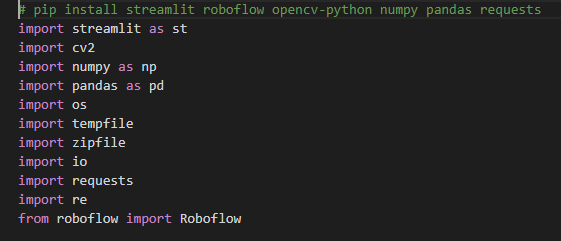 # pip install streamlit roboflow opencv-python numpy pandas requests
import streamlit as st
import cv2
import numpy as np
import pandas as pd
import os
import tempfile
import zipfile
import io
import requests
import re
from roboflow import Roboflow